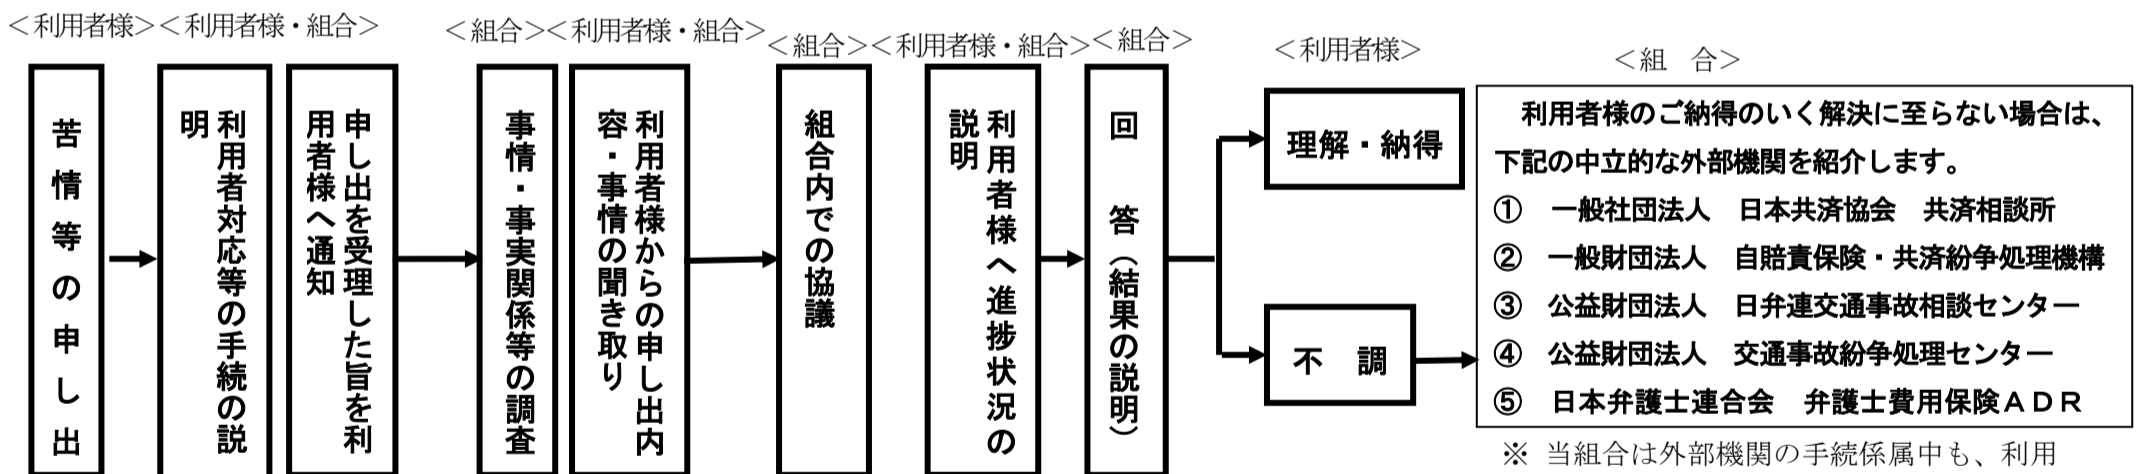 ＜利用者様＞＜利用者様・組合＞
＜組合＞＜利用者様・組合＞
＜組合＞＜利用者様・組合＞＜組合＞
＜利用者様＞
＜組　合＞
苦情等の申し出
利用者対応等の手続の説
明
申し出を受理した旨を利
用者様へ通知
事情・事実関係等の調査
利用者様からの申し出内
容・事情の聞き取り
組合内での協議
利用者様へ進捗状況の
説明
回　答（結果の説明）
理解・納得
不　調
利用者様のご納得のいく解決に至らない場合は、
下記の中立的な外部機関を紹介します。
①　一般社団法人　日本共済協会　共済相談所
②　一般財団法人　自賠責保険・共済紛争処理機構
③　公益財団法人　日弁連交通事故相談センター
④　公益財団法人　交通事故紛争処理センター
⑤　日本弁護士連合会　弁護士費用保険ＡＤＲ
※ 当組合は外部機関の手続係属中も、利用